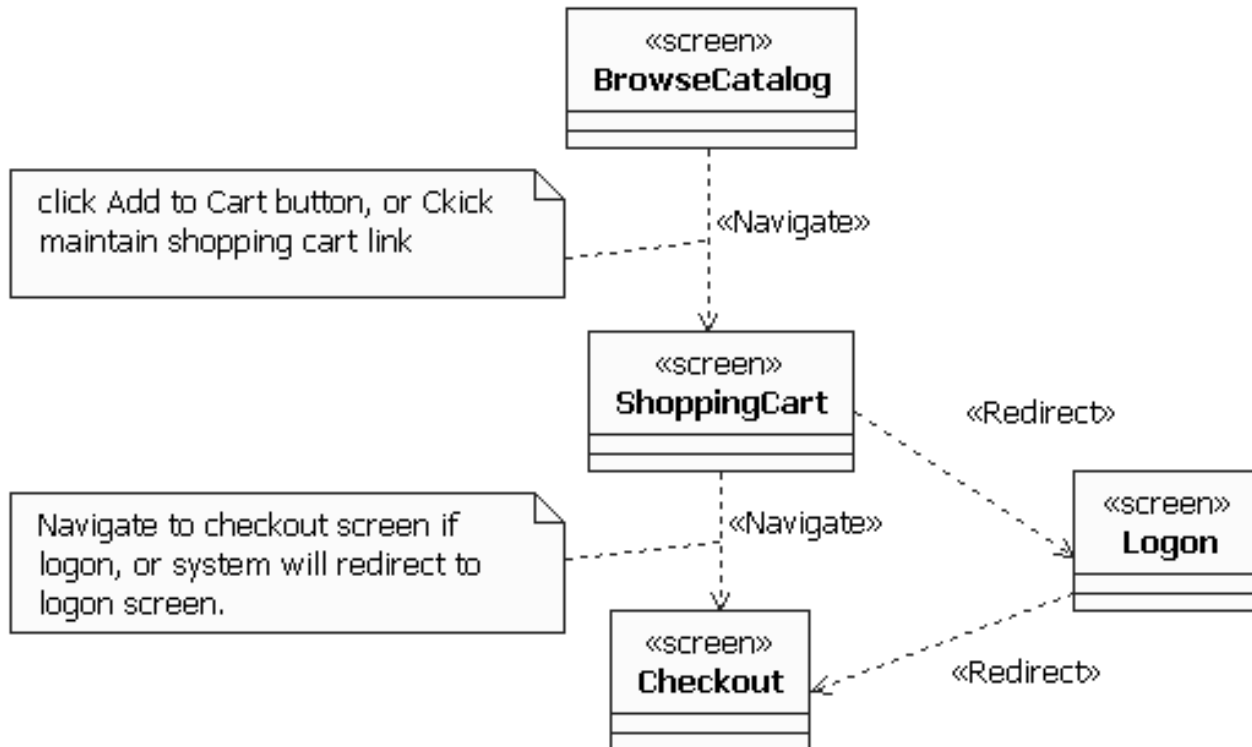 «screen»
BrowseCatalog
click Add to Cart button, or Ckick
maintain shopping cart link
«Navigate»
«screen»
ShoppingCart
«Redirect»
«screen»
Logon
Navigate to checkout screen if
logon, or system will redirect to
logon screen.
«Navigate»
«screen»
Checkout
«Redirect»